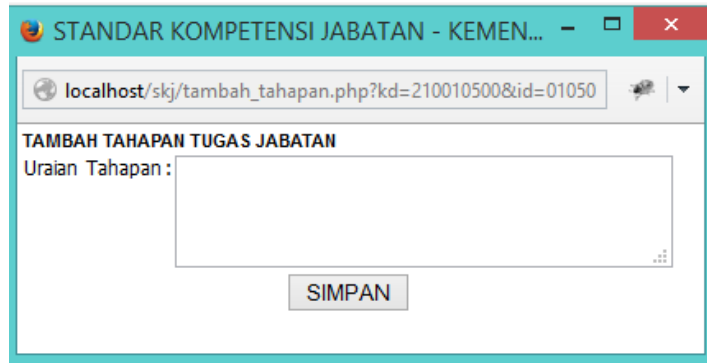 STANDAR KOMPETENSI JABATAN - KEMEN...
localhost/skj/tambah_tahapan.php?kd=210010500&id=01050
TAMBAH TAHAPAN TUGAS JABATAN
Uraian Tahapan :
SIMPAN